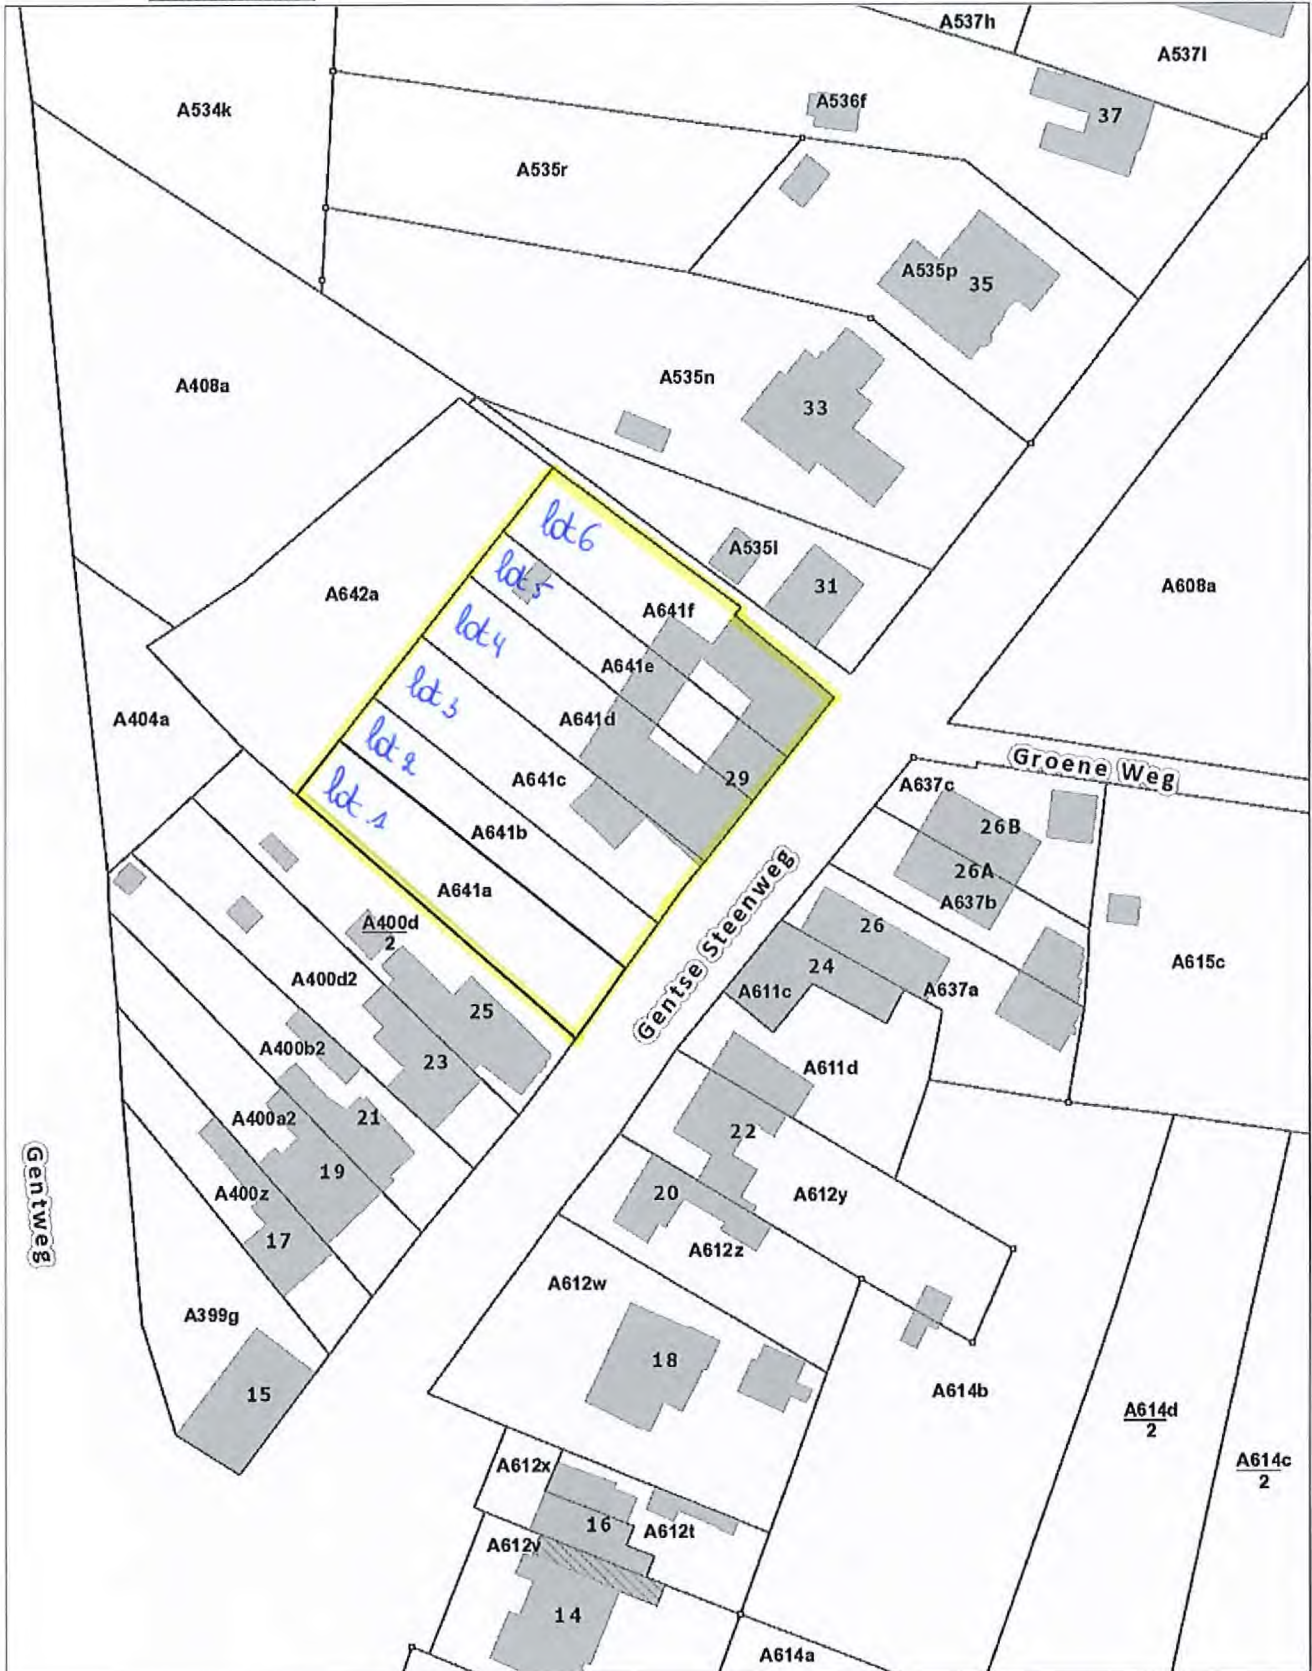 A537h
A537l
A534k
A536f
37
A535r
A535p
35
A535n
A408a
33
lot 6
A535l
lot 5
31
A608a
A642a
A641f
lot 4
A641e
lot 3
A404a
A641d
lot 2
Groene Weg
A641c
29
A637c
lot 1
26B
A641b
26A
A641a
A637b
A400d
2
26
A615c
24
A400d2
Gentse Steenweg
A611c
A637a
25
A400b2
23
A611d
A400a2
21
22
19
20
A612y
A400z
Gentweg
17
A612z
A612w
A399g
18
15
A614b
A614d
2
A612x
A614c
2
16
A612t
A612v
14
A614a